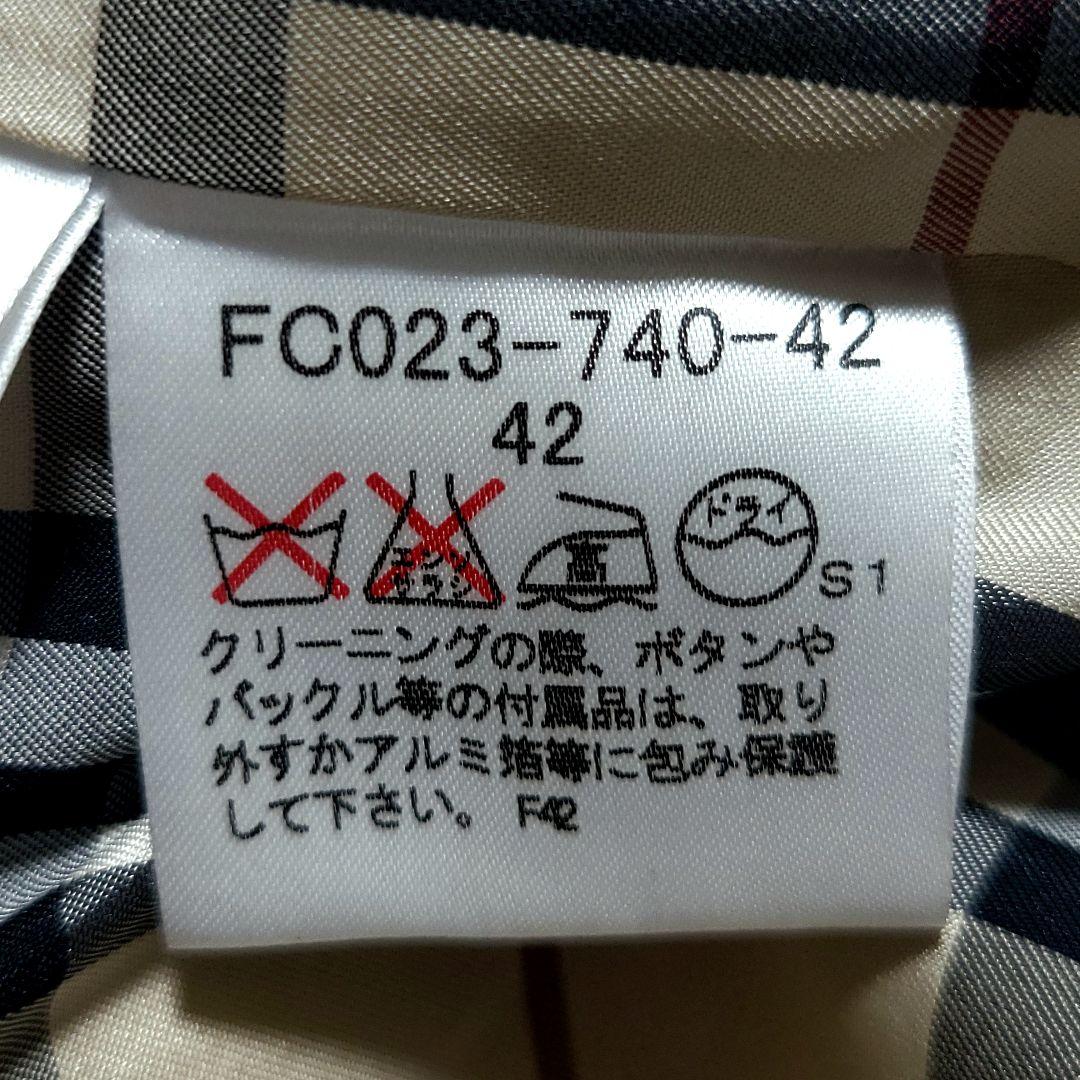 FC023-740-42
42
エンソ サラシ
高
ドライ
S1
クリーニングの際、ボタンや
バックル等の付属品は、取り
外すかアルミ箔等に包み保護
して下さい。 F42